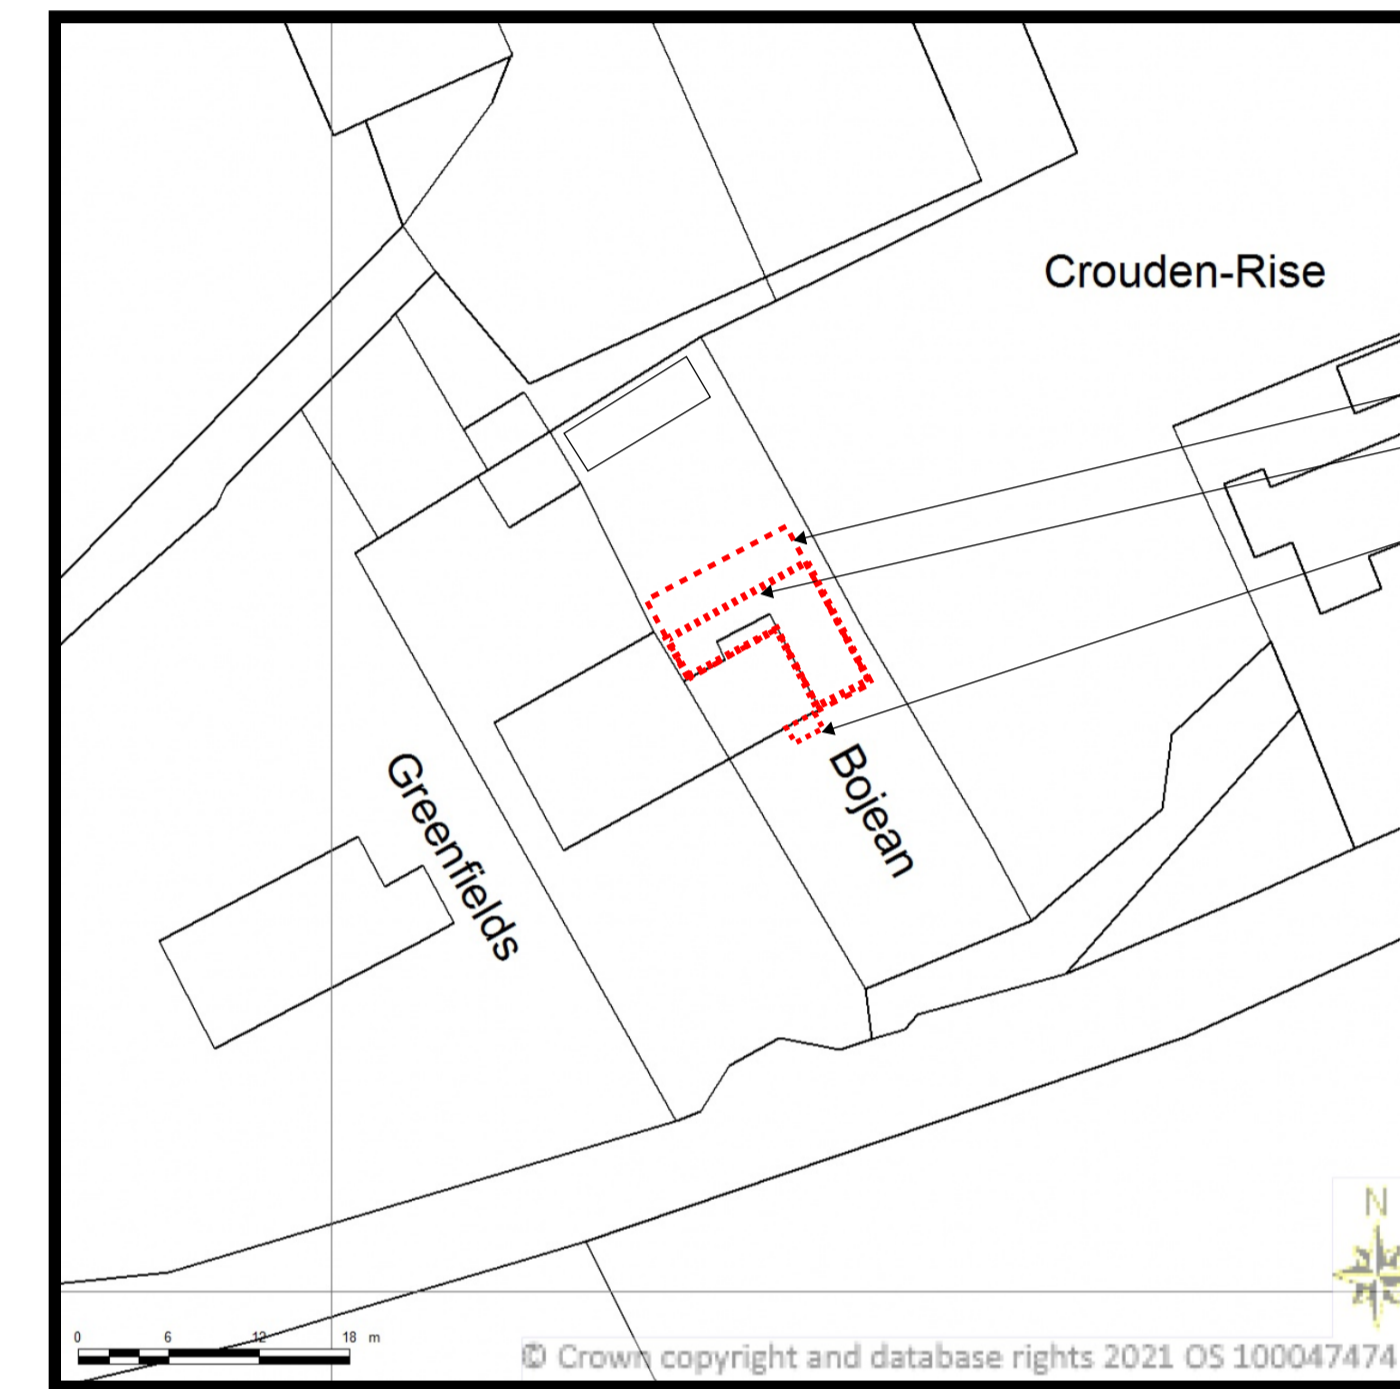 Crouden-Rise
Greenfields
Bojean
N
0 6 12 18 m
© Crown copyright and database rights 2021 OS 100047474